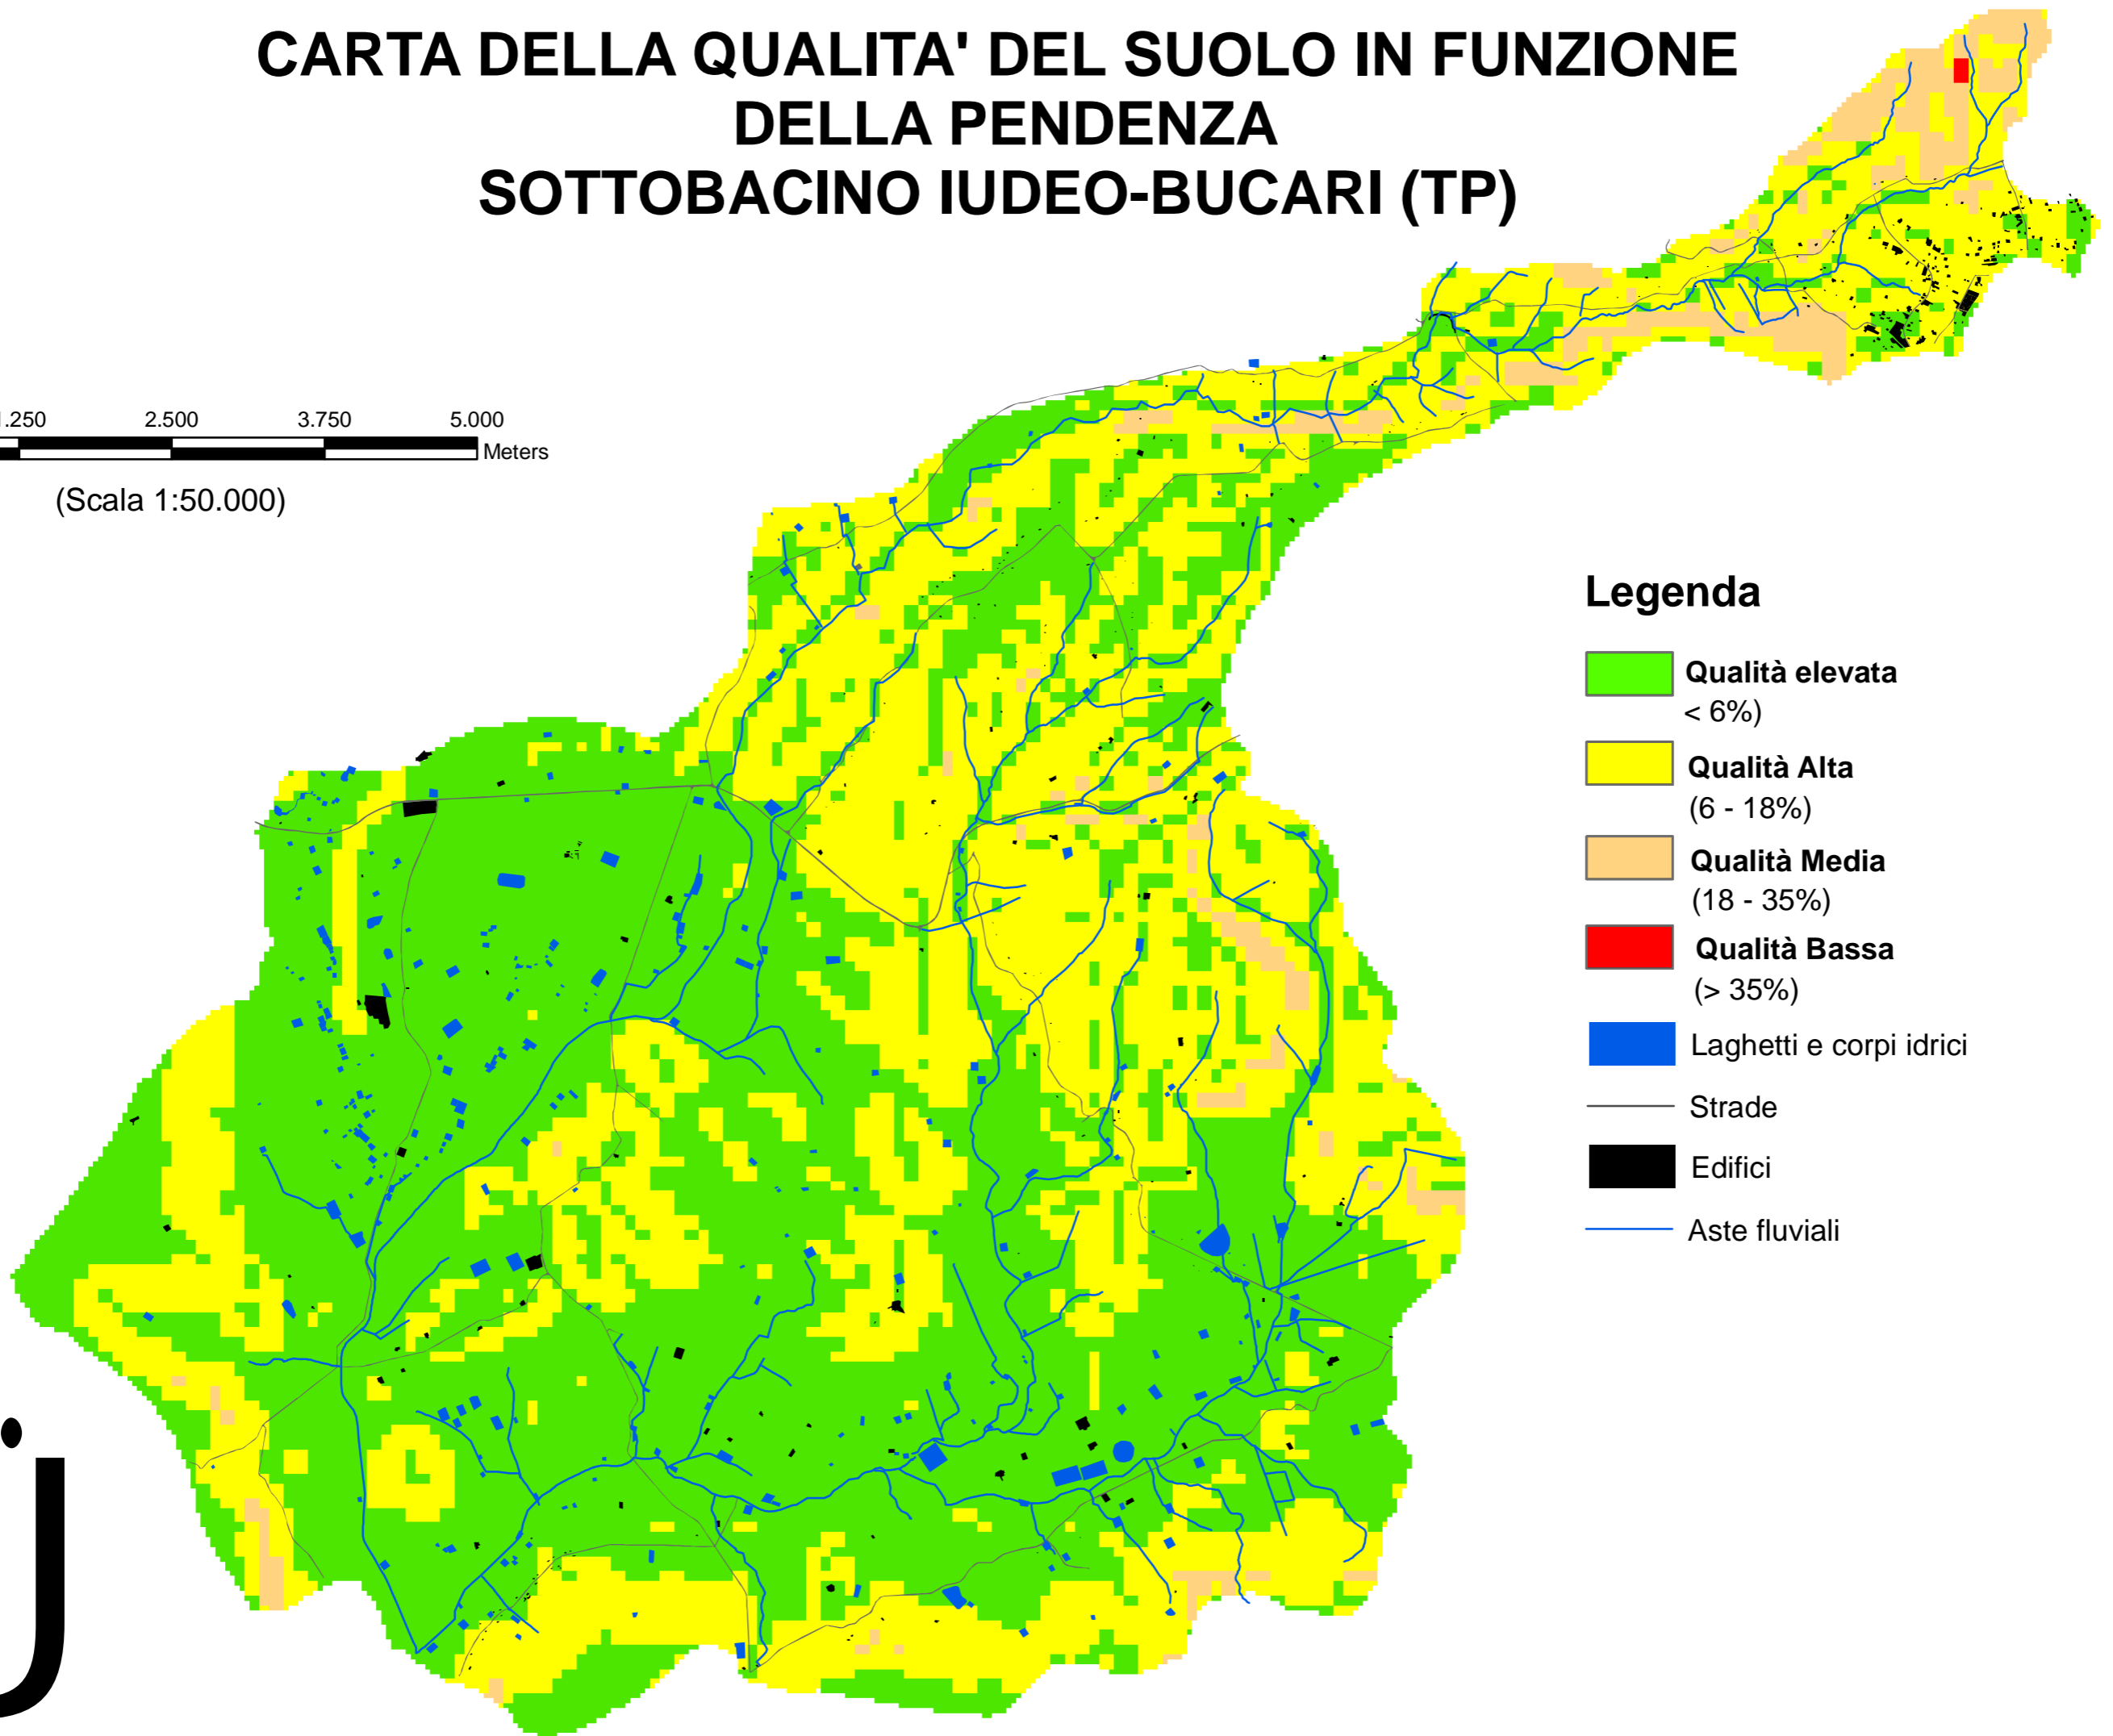 CARTA DELLA QUALITA' DEL SUOLO IN FUNZIONE
DELLA PENDENZA
SOTTOBACINO IUDEO-BUCARI (TP)
.250 2.500 3.750 5.000
Meters
(Scala 1:50.000)
Legenda
Qualità elevata
< 6%)
Qualità Alta
(6 - 18%)
Qualità Media
(18 - 35%)
Qualità Bassa
(> 35%)
Laghetti e corpi idrici
Strade
Edifici
Aste fluviali
j